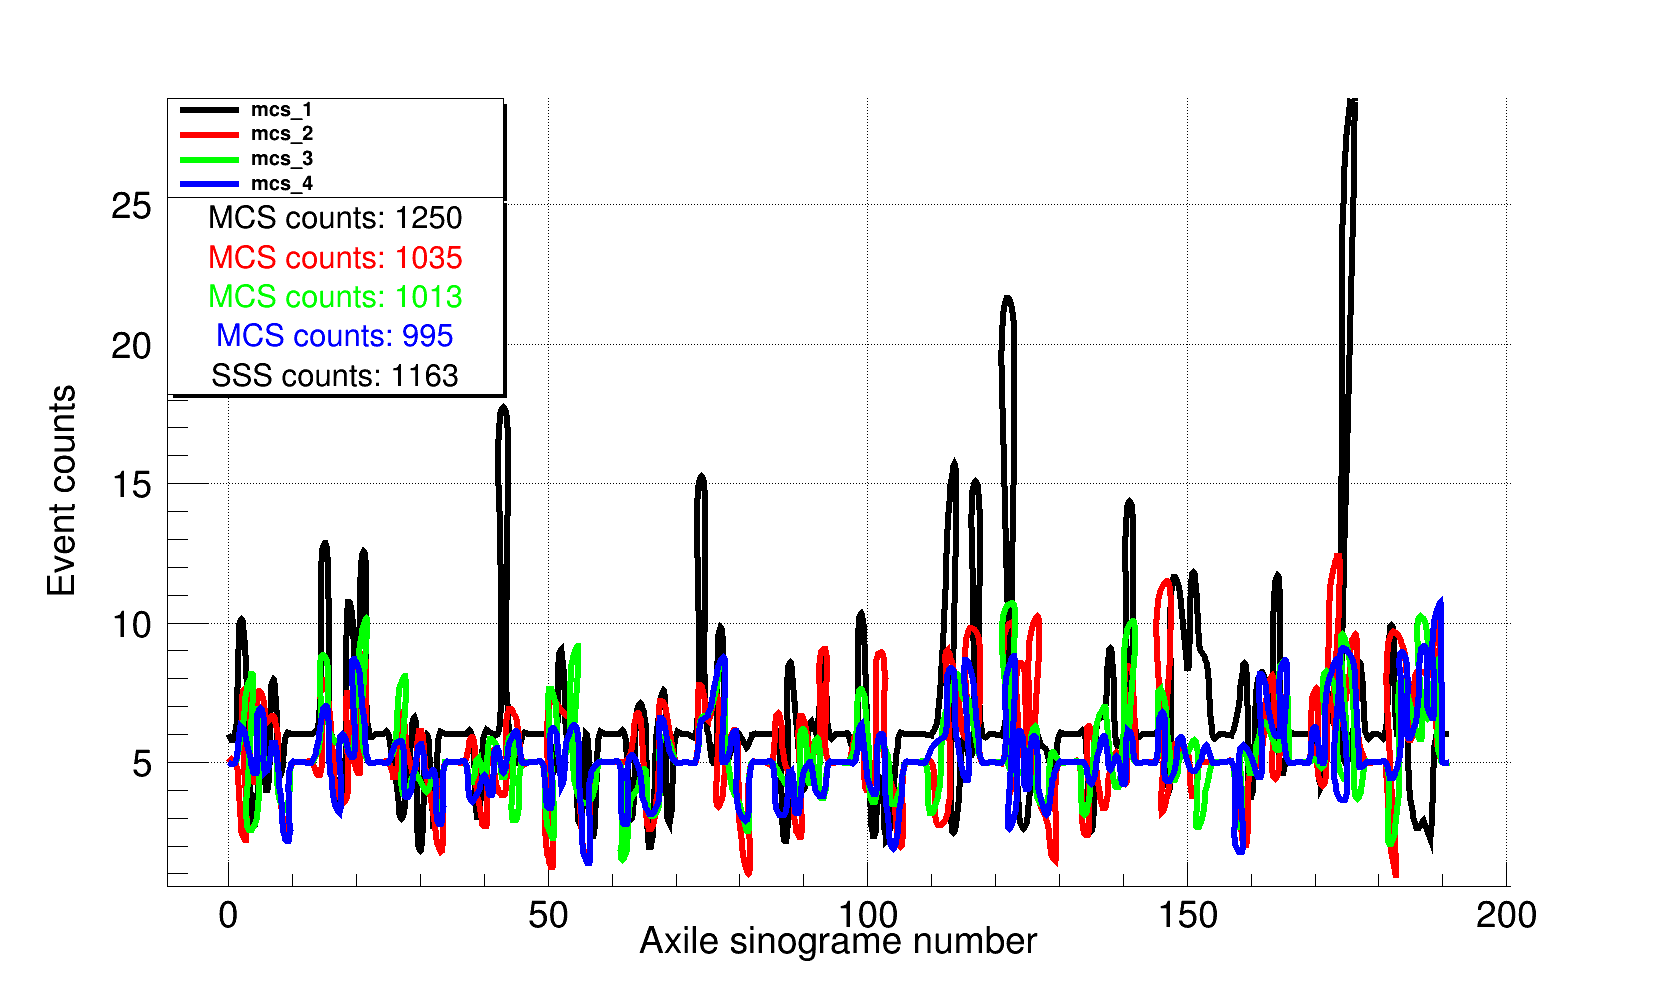 mcs_1
mcs_2
mcs_3
mcs_4
MCS counts: 1250
MCS counts: 1035
MCS counts: 1013
MCS counts: 995
SSS counts: 1163
25
20
15
10
5
Event counts
0 50 100 150 200
Axile sinograme number